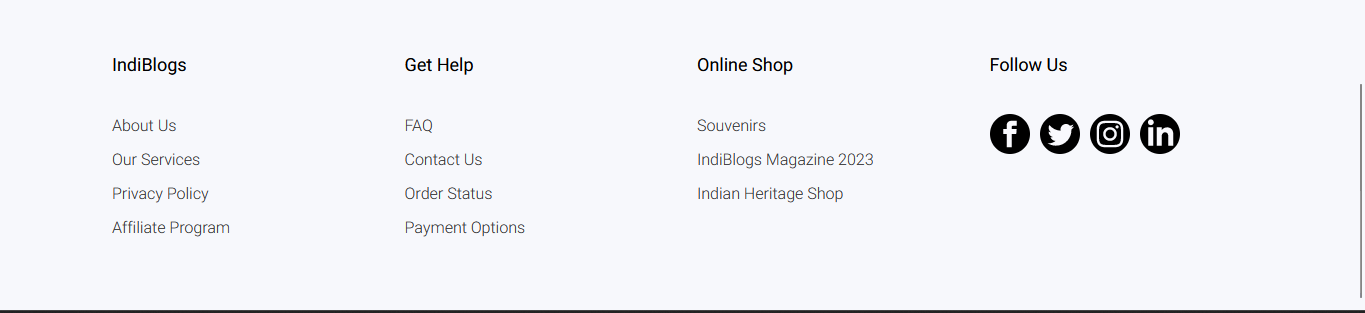 IndiBlogs
About Us
Our Services
Privacy Policy
Affiliate Program
Get Help
FAQ
Contact Us
Order Status
Payment Options
Online Shop
Souvenirs
IndiBlogs Magazine 2023
Indian Heritage Shop
Follow Us